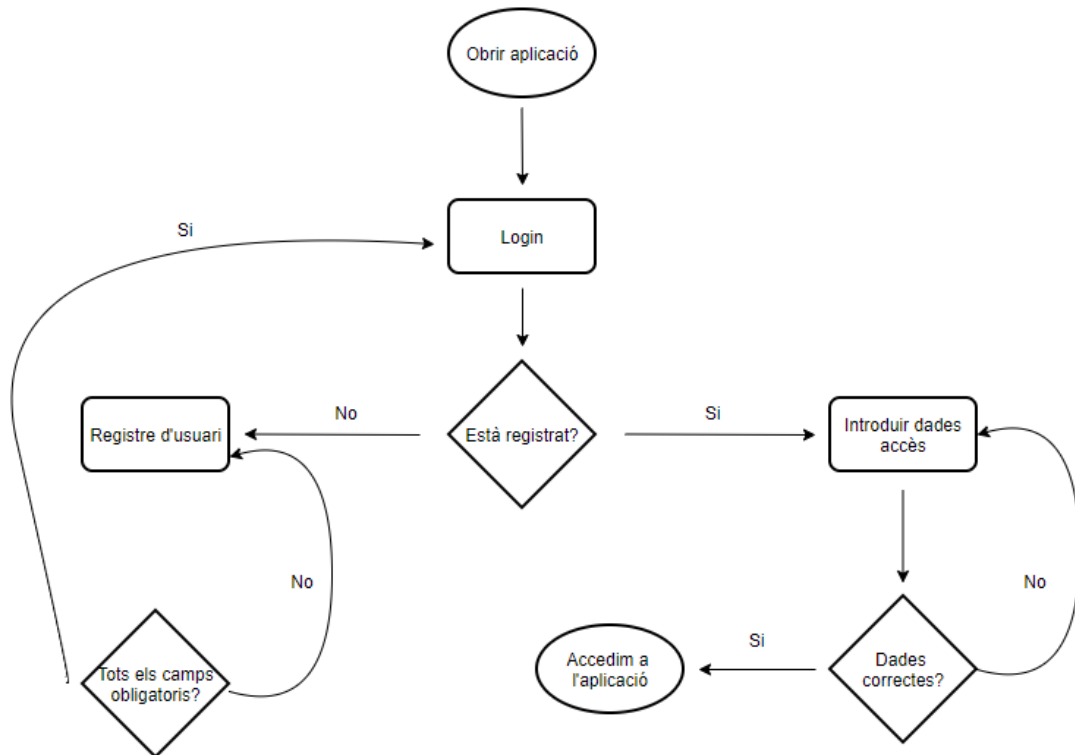 Obrir aplicació
Si
Login
No
Si
Registre d'usuari
Està registrat?
Introduir dades
accès
No
No
Si
Tots els camps
obligatoris?
Accedim a
l'aplicació
Dades
correctes?